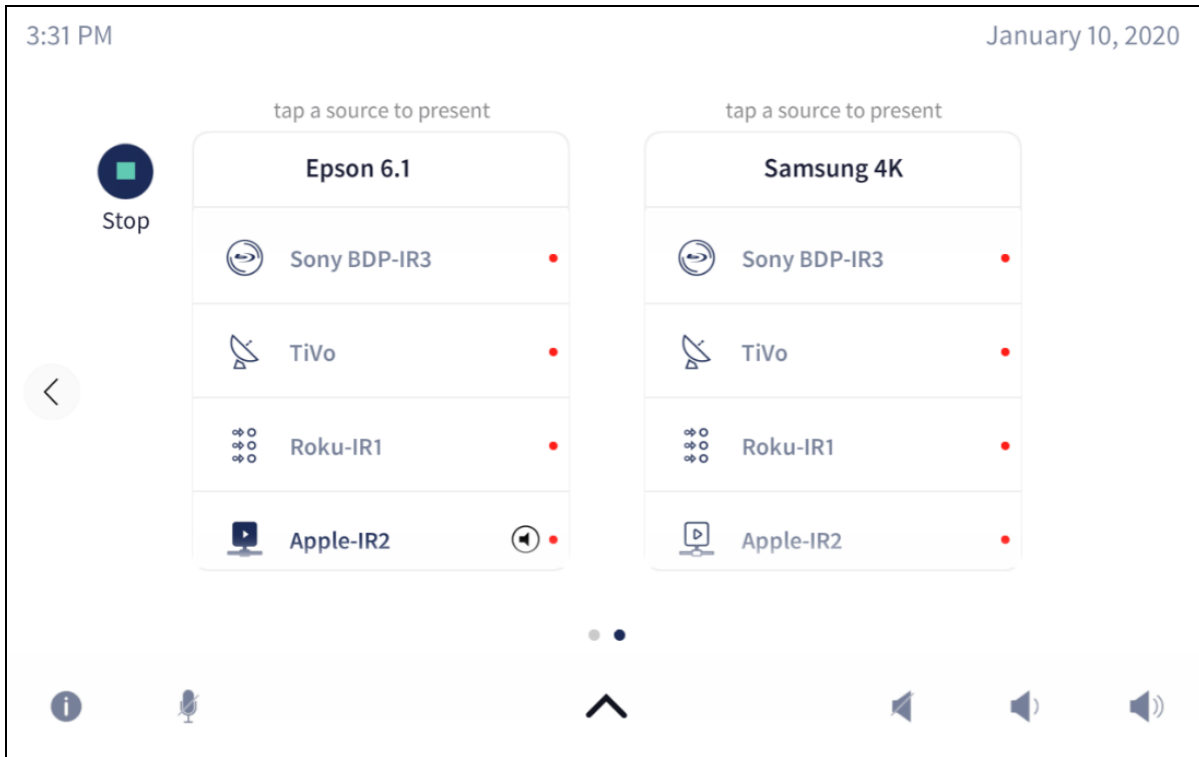 3:31 PM
January 10, 2020
tap a source to present
tap a source to present
Epson 6.1
Samsung 4K
Stop
Sony BDP-IR3
Sony BDP-IR3
TiVo
TiVo
Roku-IR1
Roku-IR1
Apple-IR2
Apple-IR2